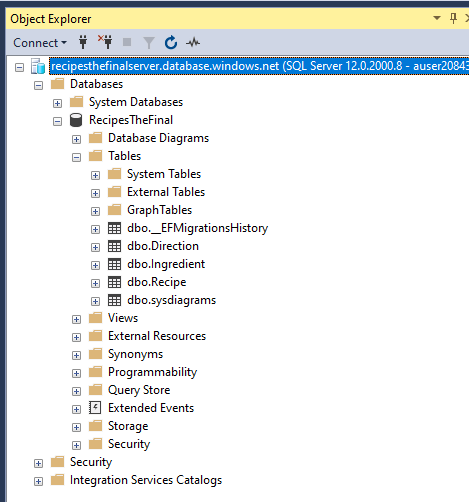 Object Explorer
Connect
recipesthefinalserver.database.windows.net (SQL Server 12.0.2000.8 - auser20843
Databases
System Databases
RecipesTheFinal
Database Diagrams
Tables
System Tables
External Tables
GraphTables
dbo.__EFMigrationsHistory
dbo.Direction
dbo.Ingredient
dbo.Recipe
dbo.sysdiagrams
Views
External Resources
Synonyms
Programmability
Query Store
Extended Events
Storage
Security
Security
Integration Services Catalogs